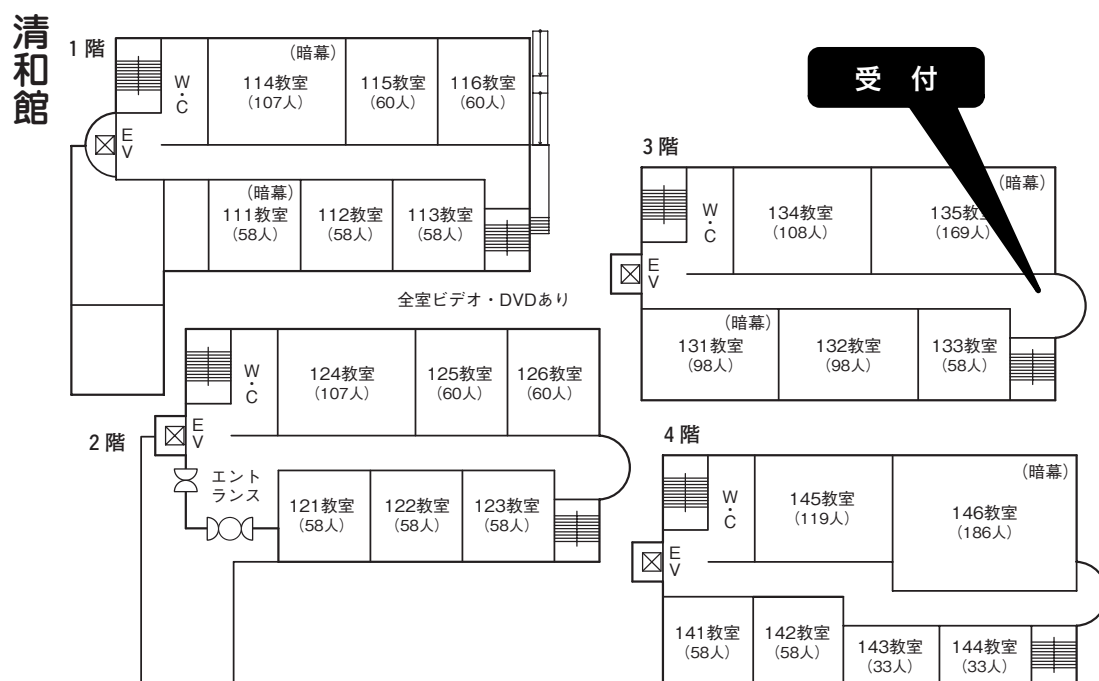 清和館
1階
W・C
(暗幕)
114教室
(107人)
115教室
(60人)
116教室
(60人)
EV
(暗幕)
111教室
(58人)
112教室
(58人)
113教室
(58人)
全室ビデオ・DVDあり
2階
W・C
124教室
(107人)
125教室
(60人)
126教室
(60人)
EV
エント
ランス
121教室
(58人)
122教室
(58人)
123教室
(58人)
受付
3階
W・C
134教室
(108人)
(暗幕)
135教
(169人)
EV
(暗幕)
131教室
(98人)
132教室
(98人)
133教室
(58人)
4階
W・C
145教室
(119人)
(暗幕)
146教室
(186人)
EV
141教室
(58人)
142教室
(58人)
143教室
(33人)
144教室
(33人)